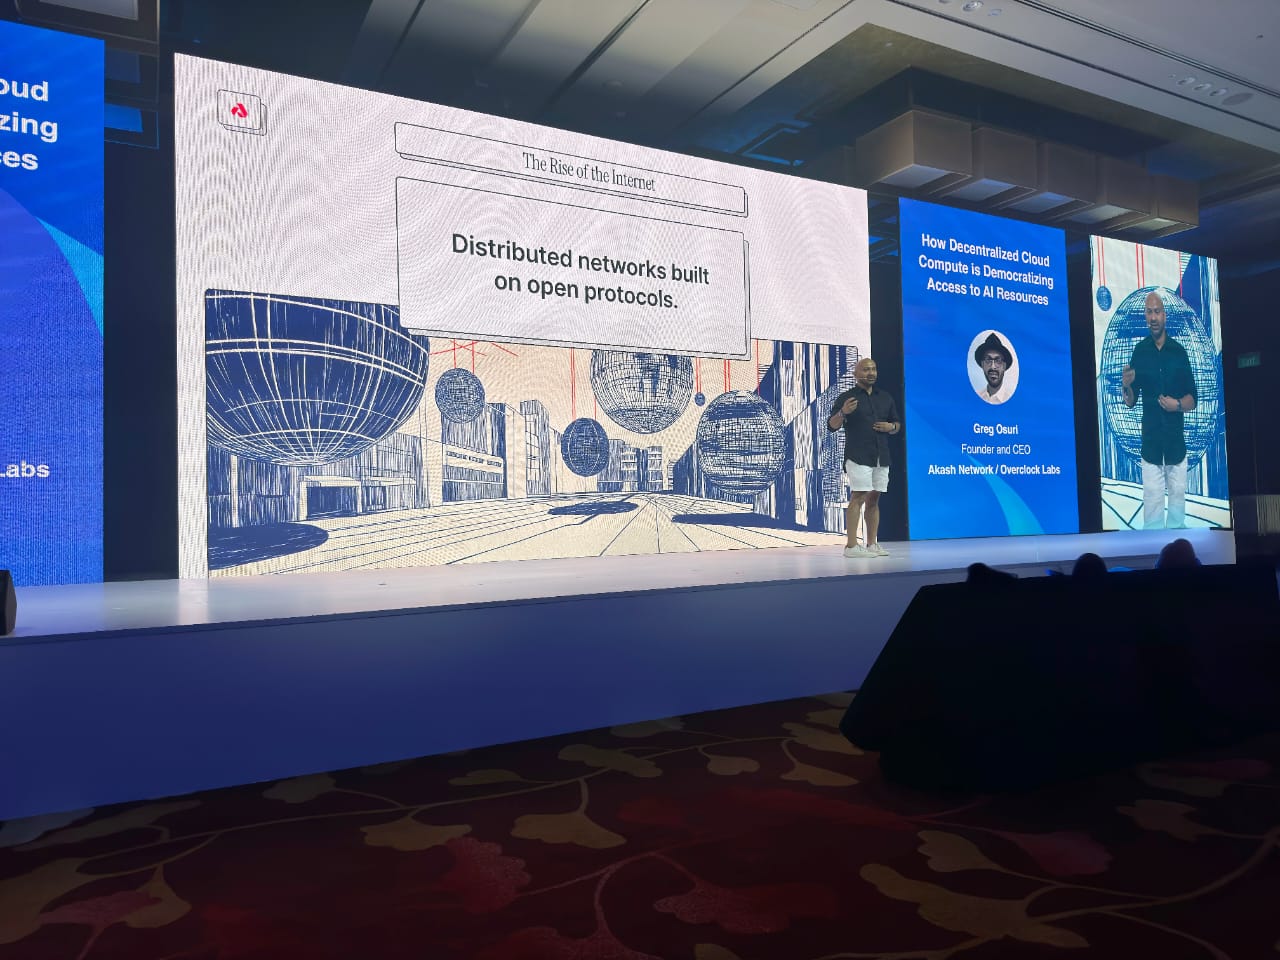 oud
zing
ces
Labs
The Rise of the Internet
Distributed networks built
on open protocols.
How Decentralized Cloud
Compute is Democratizing
Access to AI Resources
Greg Osuri
Founder and CEO
Akash Network / Overclock Labs
EXIT